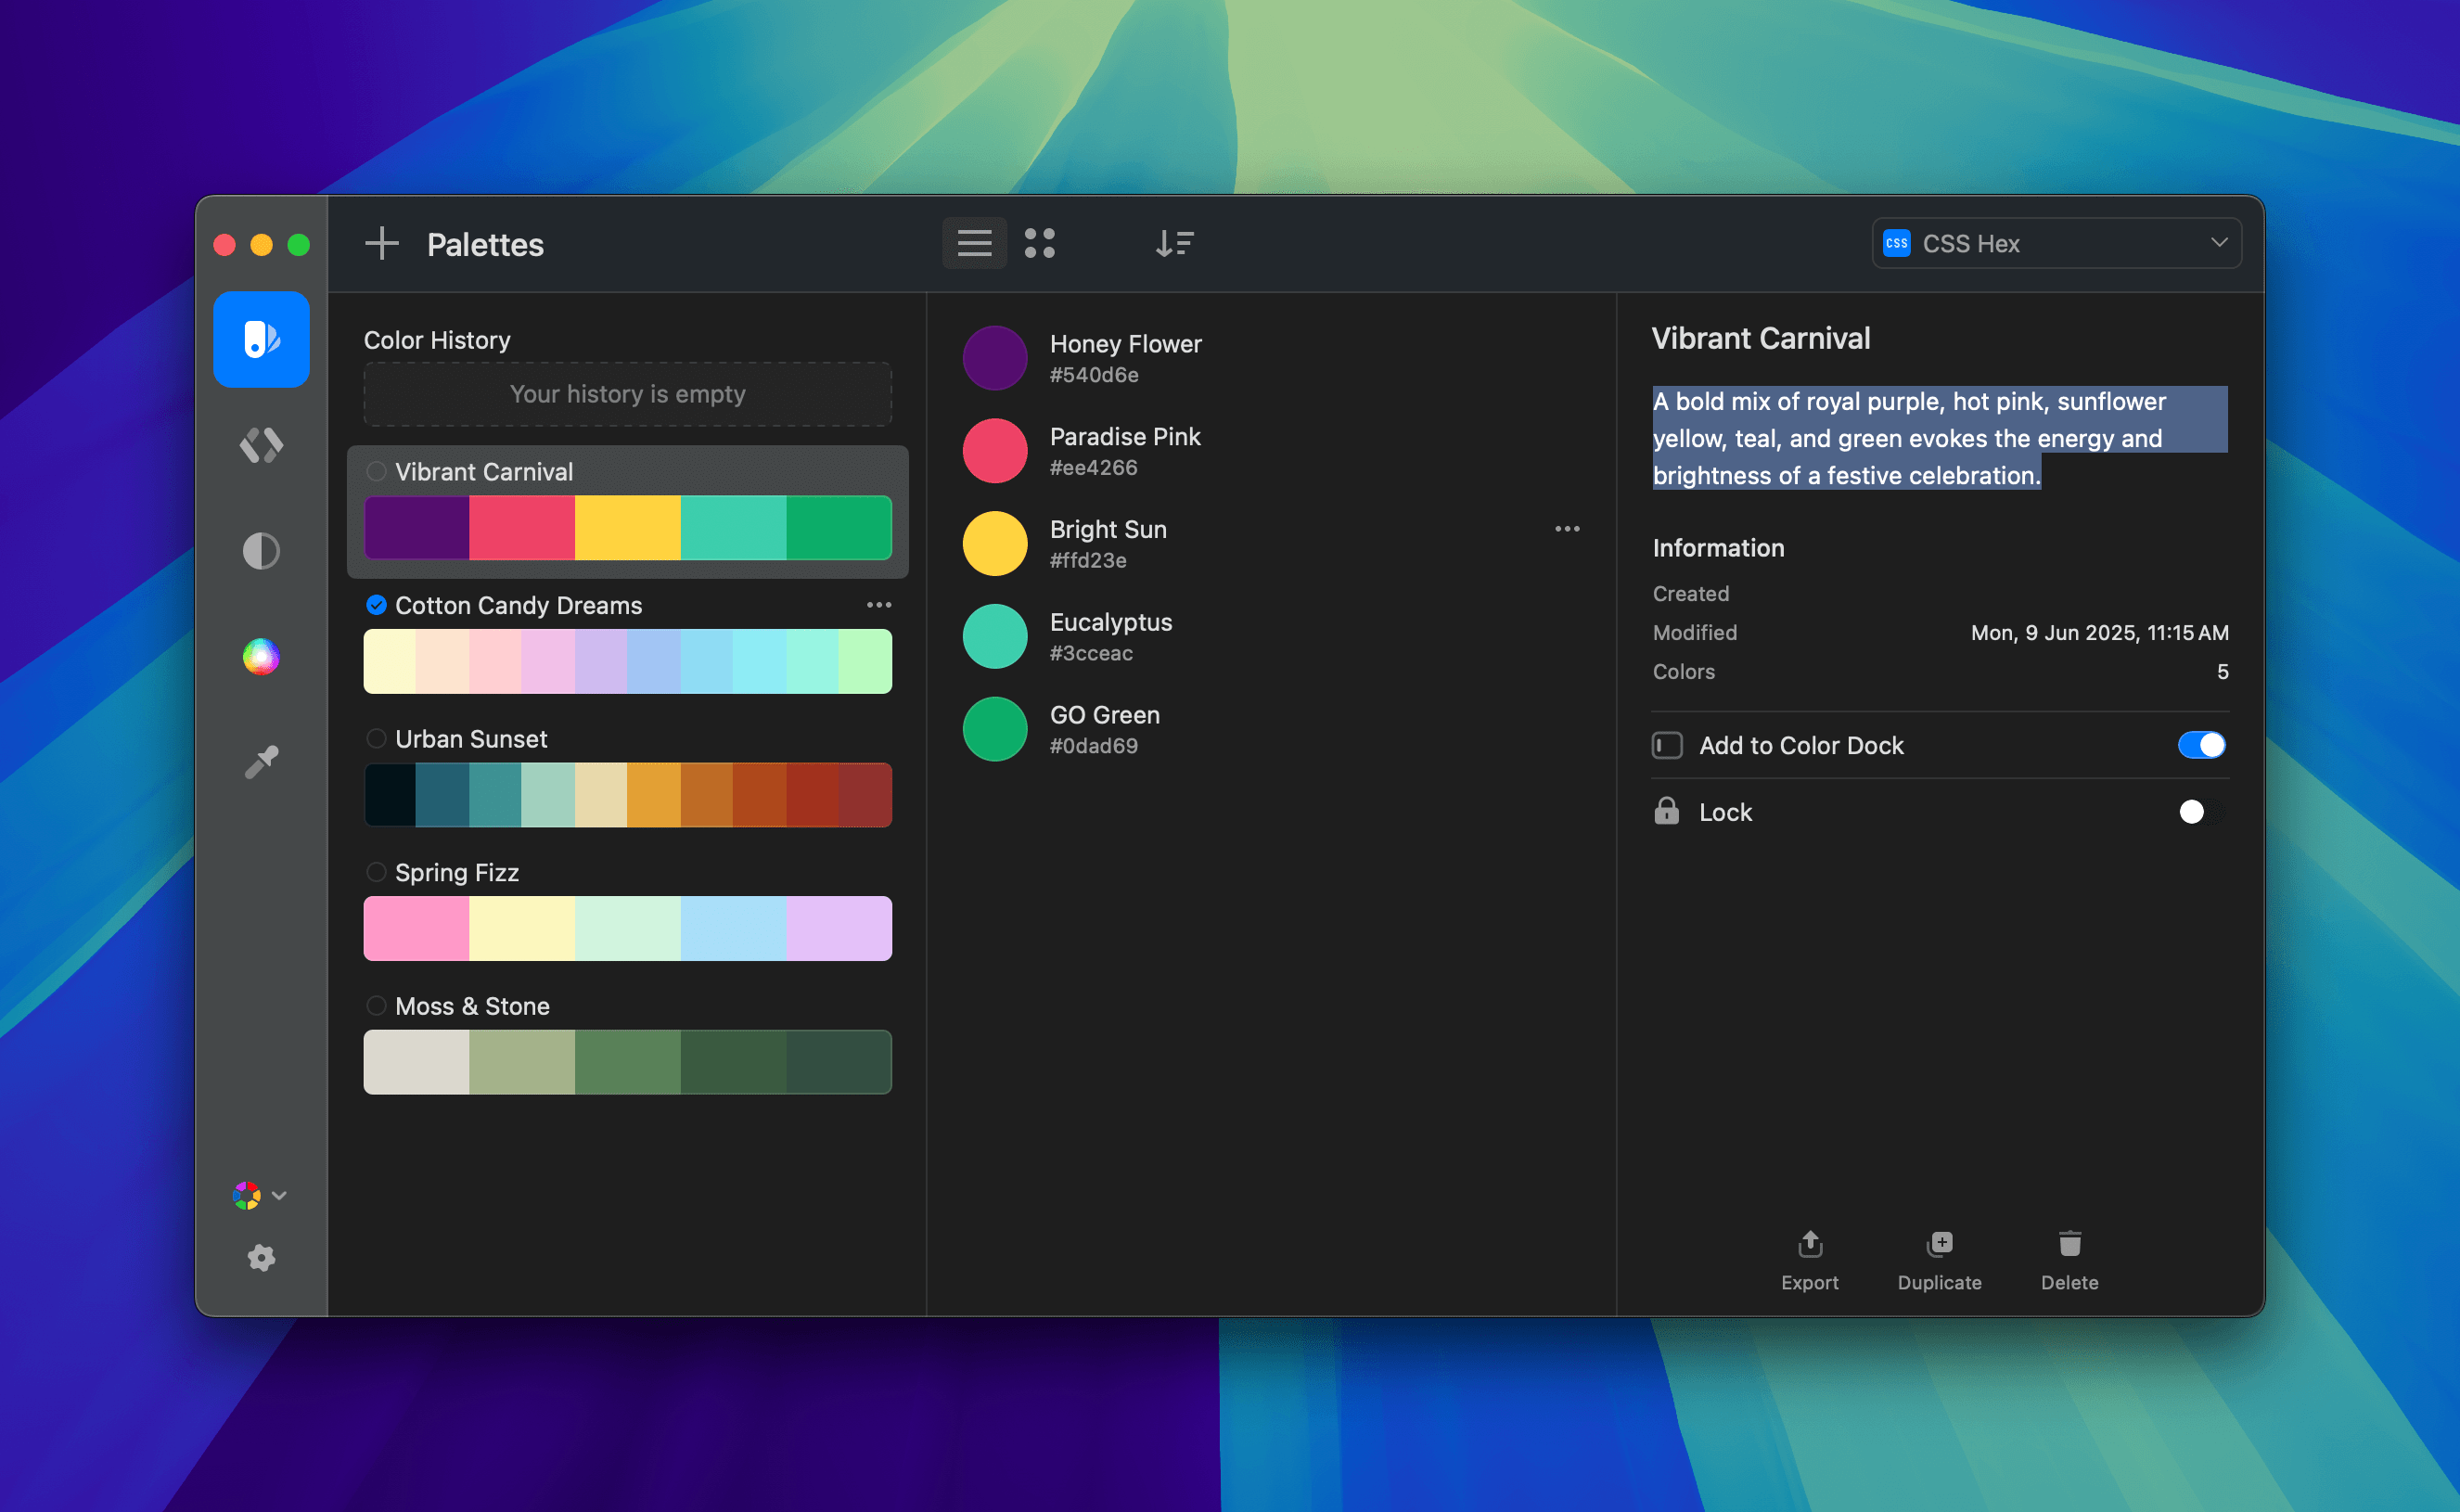 Palettes
CSS
CSS Hex
Color History
Your history is empty
Vibrant Carnival
Cotton Candy Dreams
Urban Sunset
Spring Fizz
Moss & Stone
Honey Flower
#540d6e
Paradise Pink
#ee4266
Bright Sun
#ffd23e
Eucalyptus
#3cceac
GO Green
#0dad69
Vibrant Carnival
A bold mix of royal purple, hot pink, sunflower
yellow, teal, and green evokes the energy and
brightness of a festive celebration.
Information
Created
Modified Mon, 9 Jun 2025, 11:15 AM
Colors 5
Add to Color Dock
Lock
Export
Duplicate
Delete